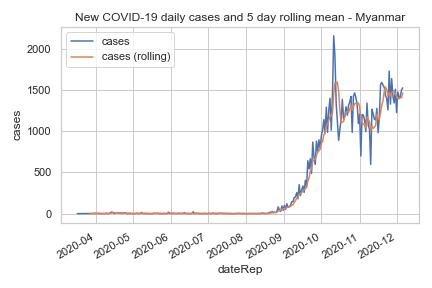 New COVID-19 daily cases and 5 day rolling mean - Myanmar
cases
cases (rolling)
2000
1500
1000
500
0
cases
2020-04
2020-05
2020-06
2020-07
2020-08
2020-09
2020-10
2020-11
2020-12
dateRep